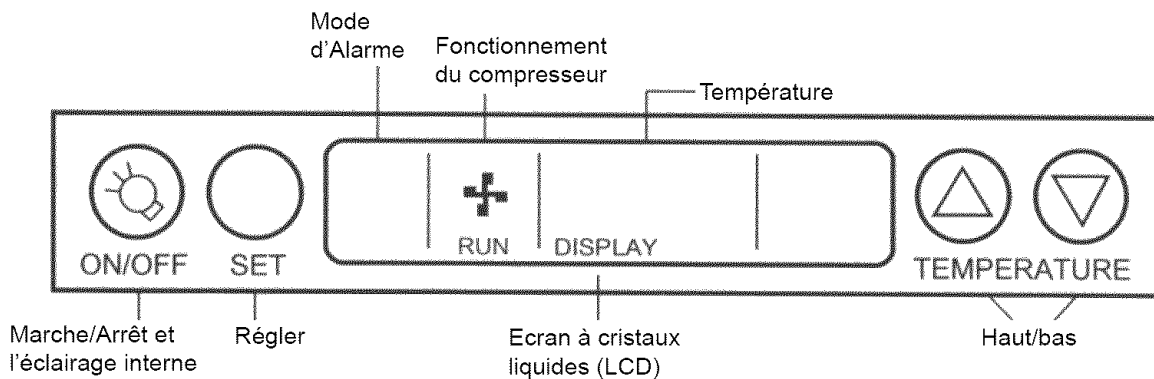 Mode
d'Alarme
Fonctionnement
du compresseur
Température
RUN
DISPLAY
ON/OFF
SET
TEMPERATURE
Marche/Arrêt et
l'éclairage interne
Régler
Ecran à cristaux
liquides (LCD)
Haut/bas